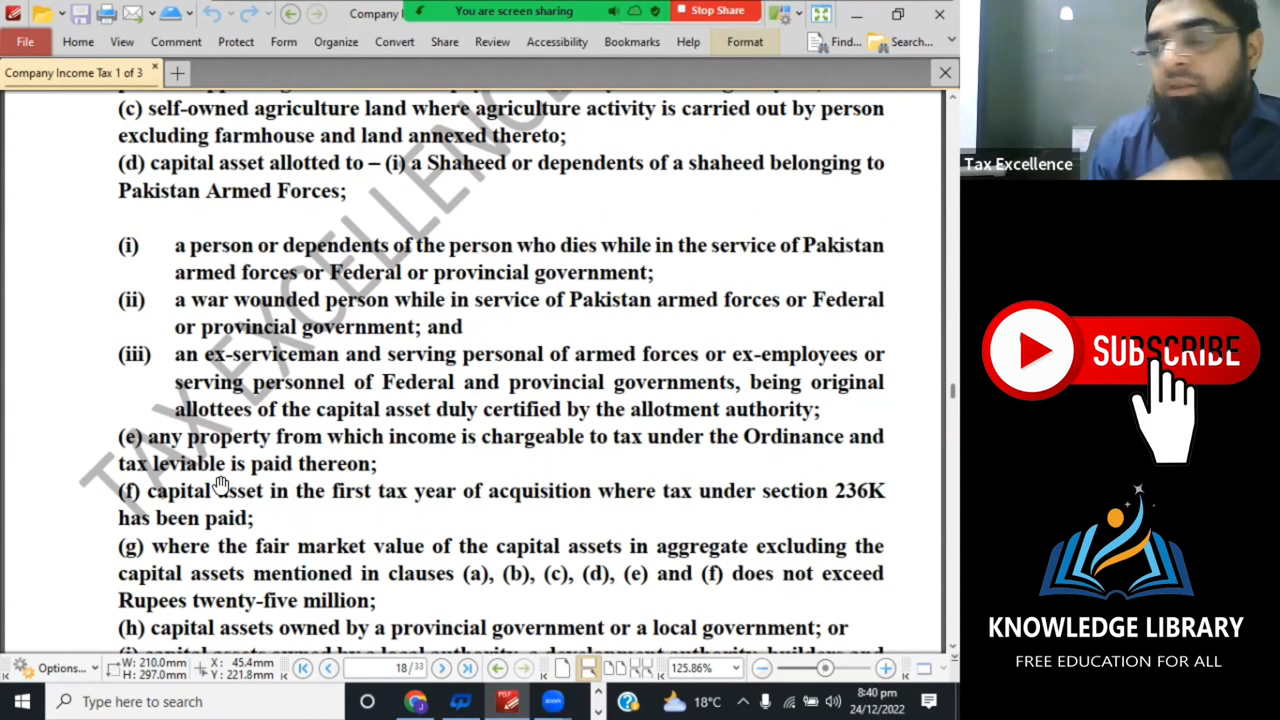 Company I
You are screen sharing
Stop Share
File Home View Comment Protect Form Organize Convert Share Review Accessibility Bookmarks Help Format Find... Search...
Company Income Tax 1 of 3
(c) self-owned agriculture land where agriculture activity is carried out by person
excluding farmhouse and land annexed thereto;
(d) capital asset allotted to – (i) a Shaheed or dependents of a shaheed belonging to
Pakistan Armed Forces;
(i) a person or dependents of the person who dies while in the service of Pakistan
armed forces or Federal or provincial government;
(ii) a war wounded person while in service of Pakistan armed forces or Federal
or provincial government; and
(iii) an ex-serviceman and serving personal of armed forces or ex-employees or
serving personnel of Federal and provincial governments, being original
allottees of the capital asset duly certified by the allotment authority;
(e) any property from which income is chargeable to tax under the Ordinance and
tax leviable is paid thereon;
(f) capital asset in the first tax year of acquisition where tax under section 236K
has been paid;
(g) where the fair market value of the capital assets in aggregate excluding the
capital assets mentioned in clauses (a), (b), (c), (d), (e) and (f) does not exceed
Rupees twenty-five million;
(h) capital assets owned by a provincial government or a local government; or
TAX EXCELLENCE
Tax Excellence
SUBSCRIBE
KNOWLEDGE LIBRARY
FREE EDUCATION FOR ALL
Options... W: 210.0mm X: 45.4mm 18 /33 125.86%
H: 297.0mm Y: 221.8mm
Type here to search 18°C 8:40 pm
24/12/2022